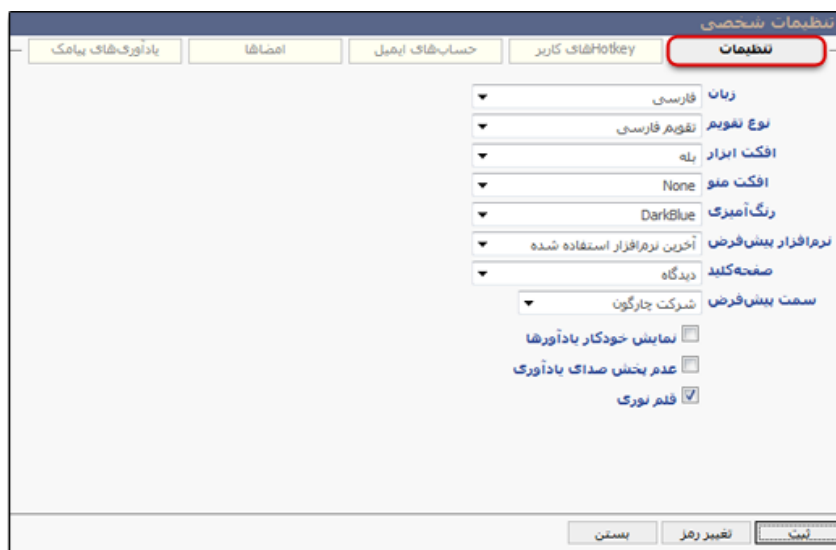 تنظیمات شخصی
تنظیمات
Hotkeyهای کاربر
حساب‌های ایمیل
امضاها
یادآوری‌های پیامک
زبان فارسی
نوع تقویم تقویم فارسی
افکت ابزار بله
افکت منو None
رنگ‌آمیزی DarkBlue
نرم‌افزار پیش‌فرض آخرین نرم‌افزار استفاده شده
صفحه‌کلید دیدگاه
سمت پیش‌فرض شرکت چارگون
نمایش خودکار یادآورها
عدم پخش صدای یادآوری
قلم نوری
ثبت
تغییر رمز
بستن